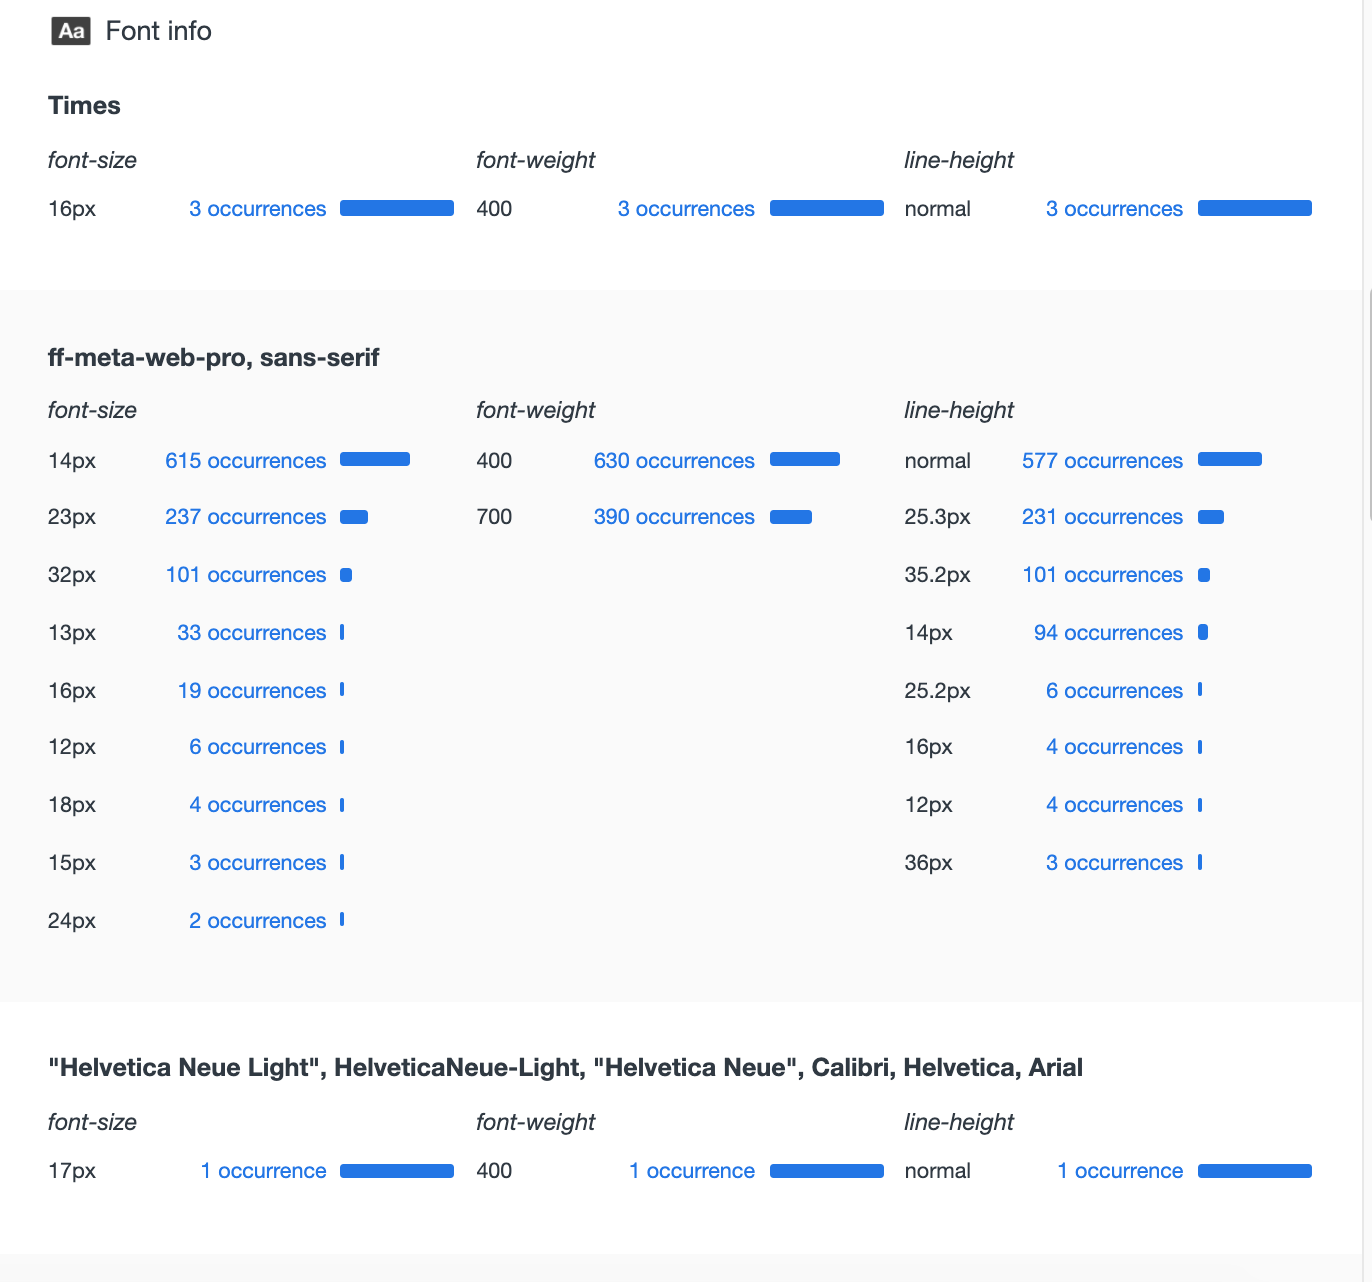 Aa Font info
Times
font-size font-weight line-height
16px 3 occurrences 400 3 occurrences normal 3 occurrences
ff-meta-web-pro, sans-serif
font-size font-weight line-height
14px 615 occurrences 400 630 occurrences normal 577 occurrences
23px 237 occurrences 700 390 occurrences 25.3px 231 occurrences
32px 101 occurrences 35.2px 101 occurrences
13px 33 occurrences 14px 94 occurrences
16px 19 occurrences 25.2px 6 occurrences
12px 6 occurrences 16px 4 occurrences
18px 4 occurrences 12px 4 occurrences
15px 3 occurrences 36px 3 occurrences
24px 2 occurrences
"Helvetica Neue Light", HelveticaNeue-Light, "Helvetica Neue", Calibri, Helvetica, Arial
font-size font-weight line-height
17px 1 occurrence 400 1 occurrence normal 1 occurrence